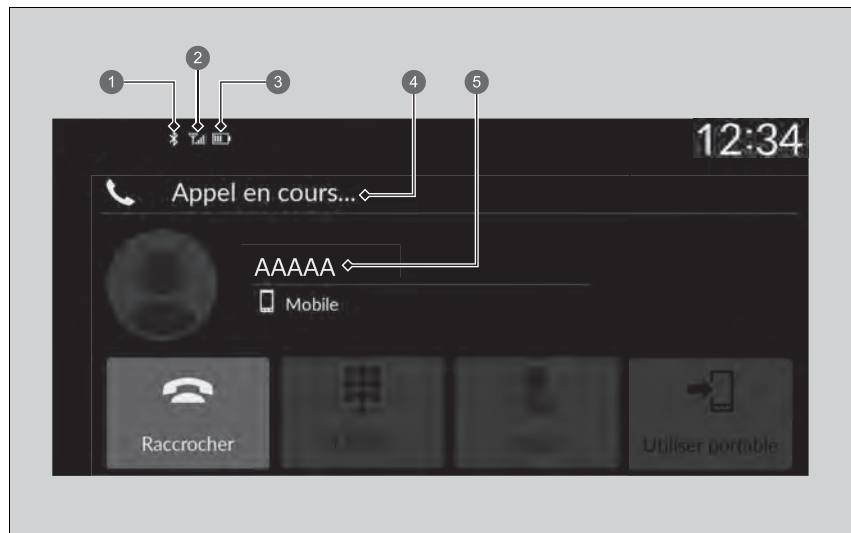 2
1 3 4 5
12:34
Appel en cours...
AAAAA
Mobile
Raccrocher
Utiliser portable